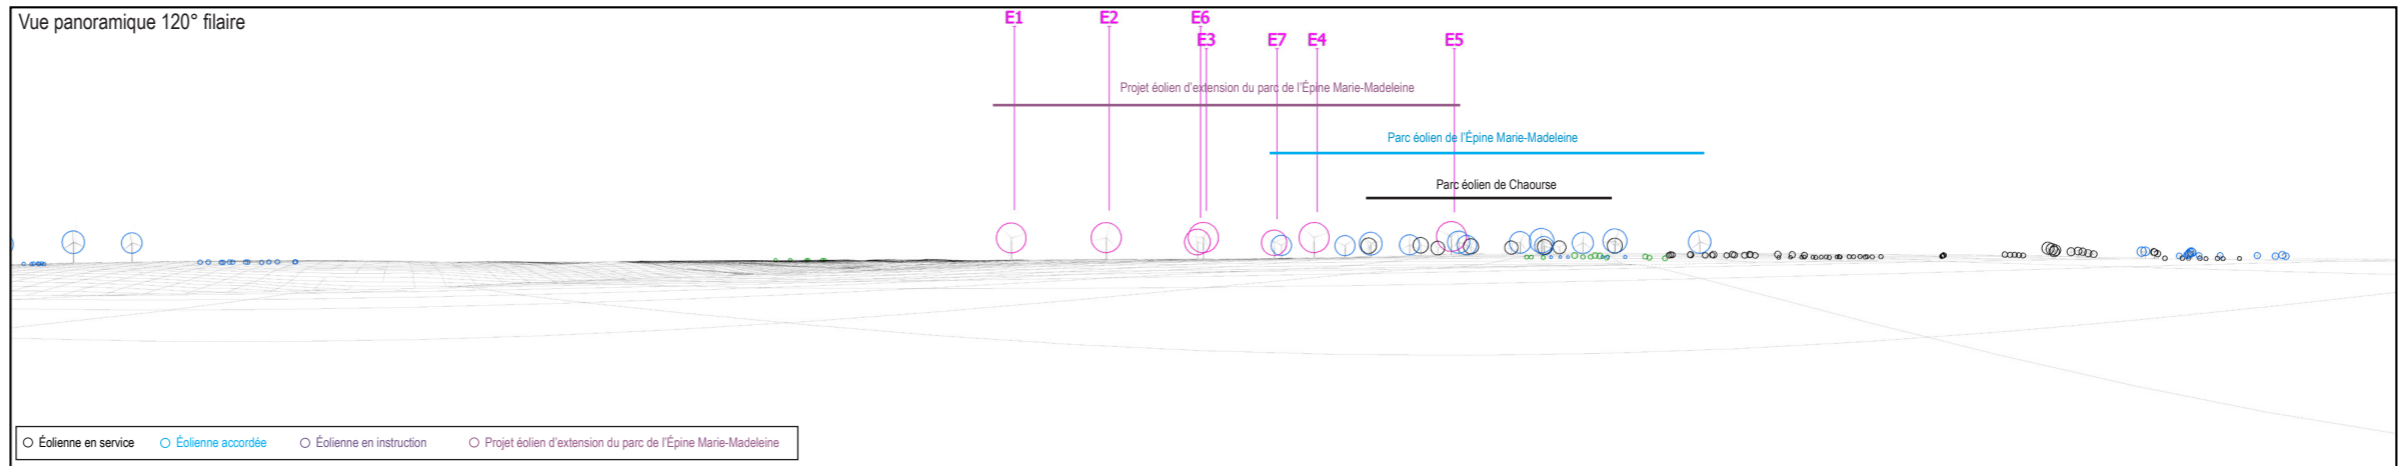 Vue panoramique 120° filaire
E1
E2
E6
E3
E7
E4
E5
Projet éolien d'extension du parc de l'Épine Marie-Madeleine
Parc éolien de l'Épine Marie-Madeleine
Parc éolien de Chaourse
Éolienne en service
Éolienne accordée
Éolienne en instruction
Projet éolien d'extension du parc de l'Épine Marie-Madeleine